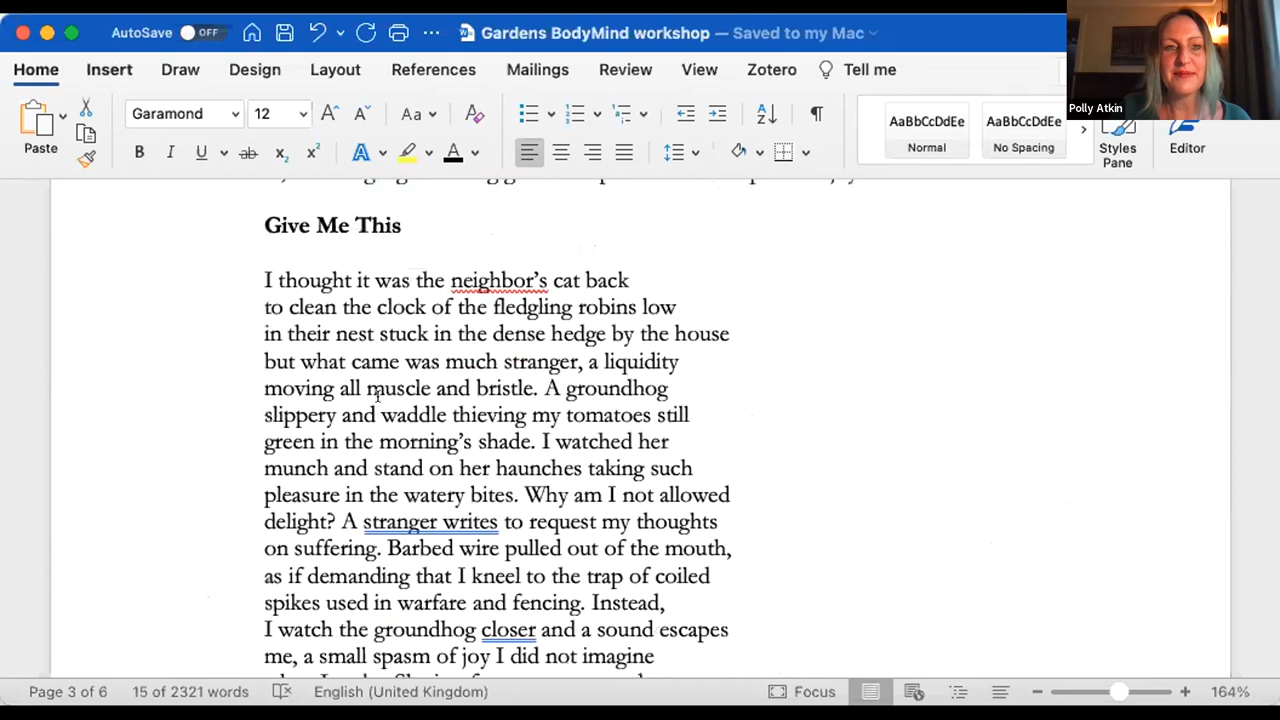 AutoSave OFF Gardens BodyMind workshop — Saved to my Mac
Home Insert Draw Design Layout References Mailings Review View Zotero Tell me
Polly Atkin
Paste Garamond 12 Aa AaBbCcDdEe AaBbCcDdEe
B I U ab x₂ x² A A Normal No Spacing Styles Pane Editor
Give Me This
I thought it was the neighbor’s cat back
to clean the clock of the fledgling robins low
in their nest stuck in the dense hedge by the house
but what came was much stranger, a liquidity
moving all muscle and bristle. A groundhog
slippery and waddle thieving my tomatoes still
green in the morning’s shade. I watched her
munch and stand on her haunches taking such
pleasure in the watery bites. Why am I not allowed
delight? A stranger writes to request my thoughts
on suffering. Barbed wire pulled out of the mouth,
as if demanding that I kneel to the trap of coiled
spikes used in warfare and fencing. Instead,
I watch the groundhog closer and a sound escapes
me, a small spasm of joy I did not imagine
Page 3 of 6 15 of 2321 words English (United Kingdom) Focus 164%